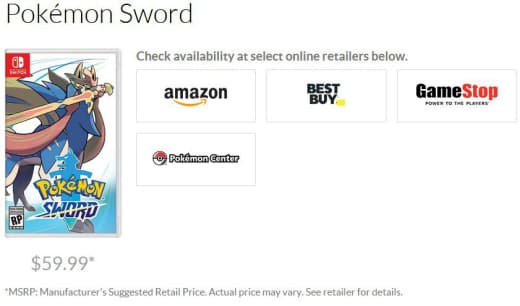 Pokémon Sword
Check availability at select online retailers below.
NINTENDO
SWITCH
amazon
BEST
BUY
GameStop
POWER TO THE PLAYERS
Pokémon Center
POKÉMON
SWORD
RP
$59.99*
*MSRP: Manufacturer's Suggested Retail Price. Actual price may vary. See retailer for details.